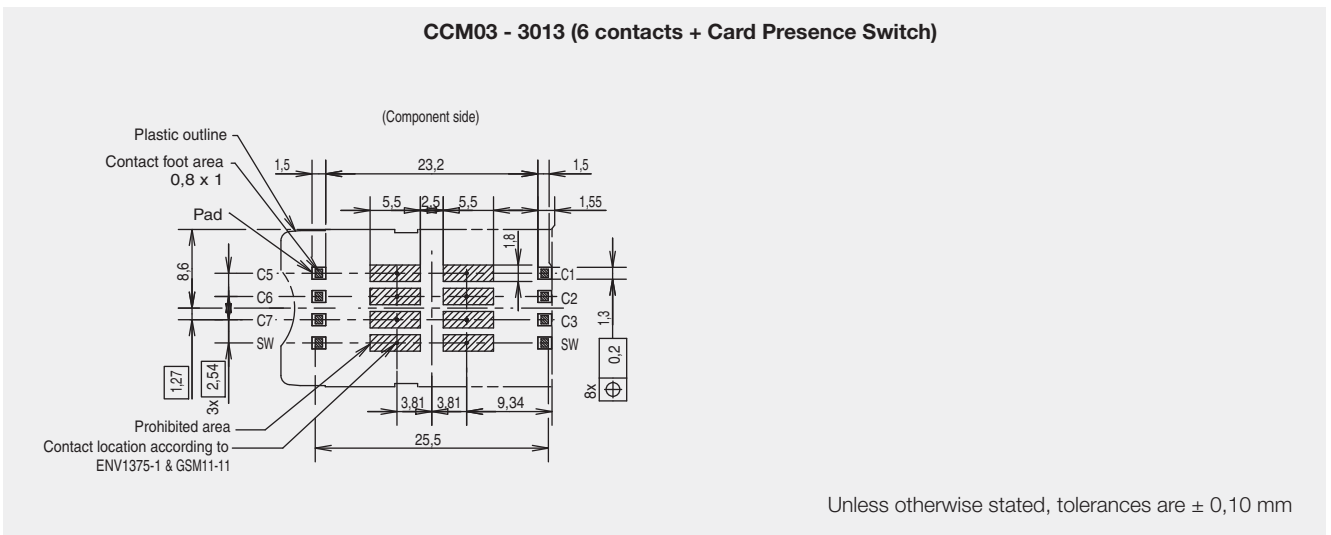 CCM03 - 3013 (6 contacts + Card Presence Switch)
(Component side)
Plastic outline
Contact foot area
0,8 x 1
Pad
1,5
23,2
1,5
5,5
2,5
5,5
1,55
1,8
8,6
C5
C1
C6
C2
C7
C3
SW
SW
1,3
0,2
8x
1,27
2,54
3x
3,81
3,81
9,34
25,5
Prohibited area
Contact location according to
ENV1375-1 & GSM11-11
Unless otherwise stated, tolerances are ± 0,10 mm